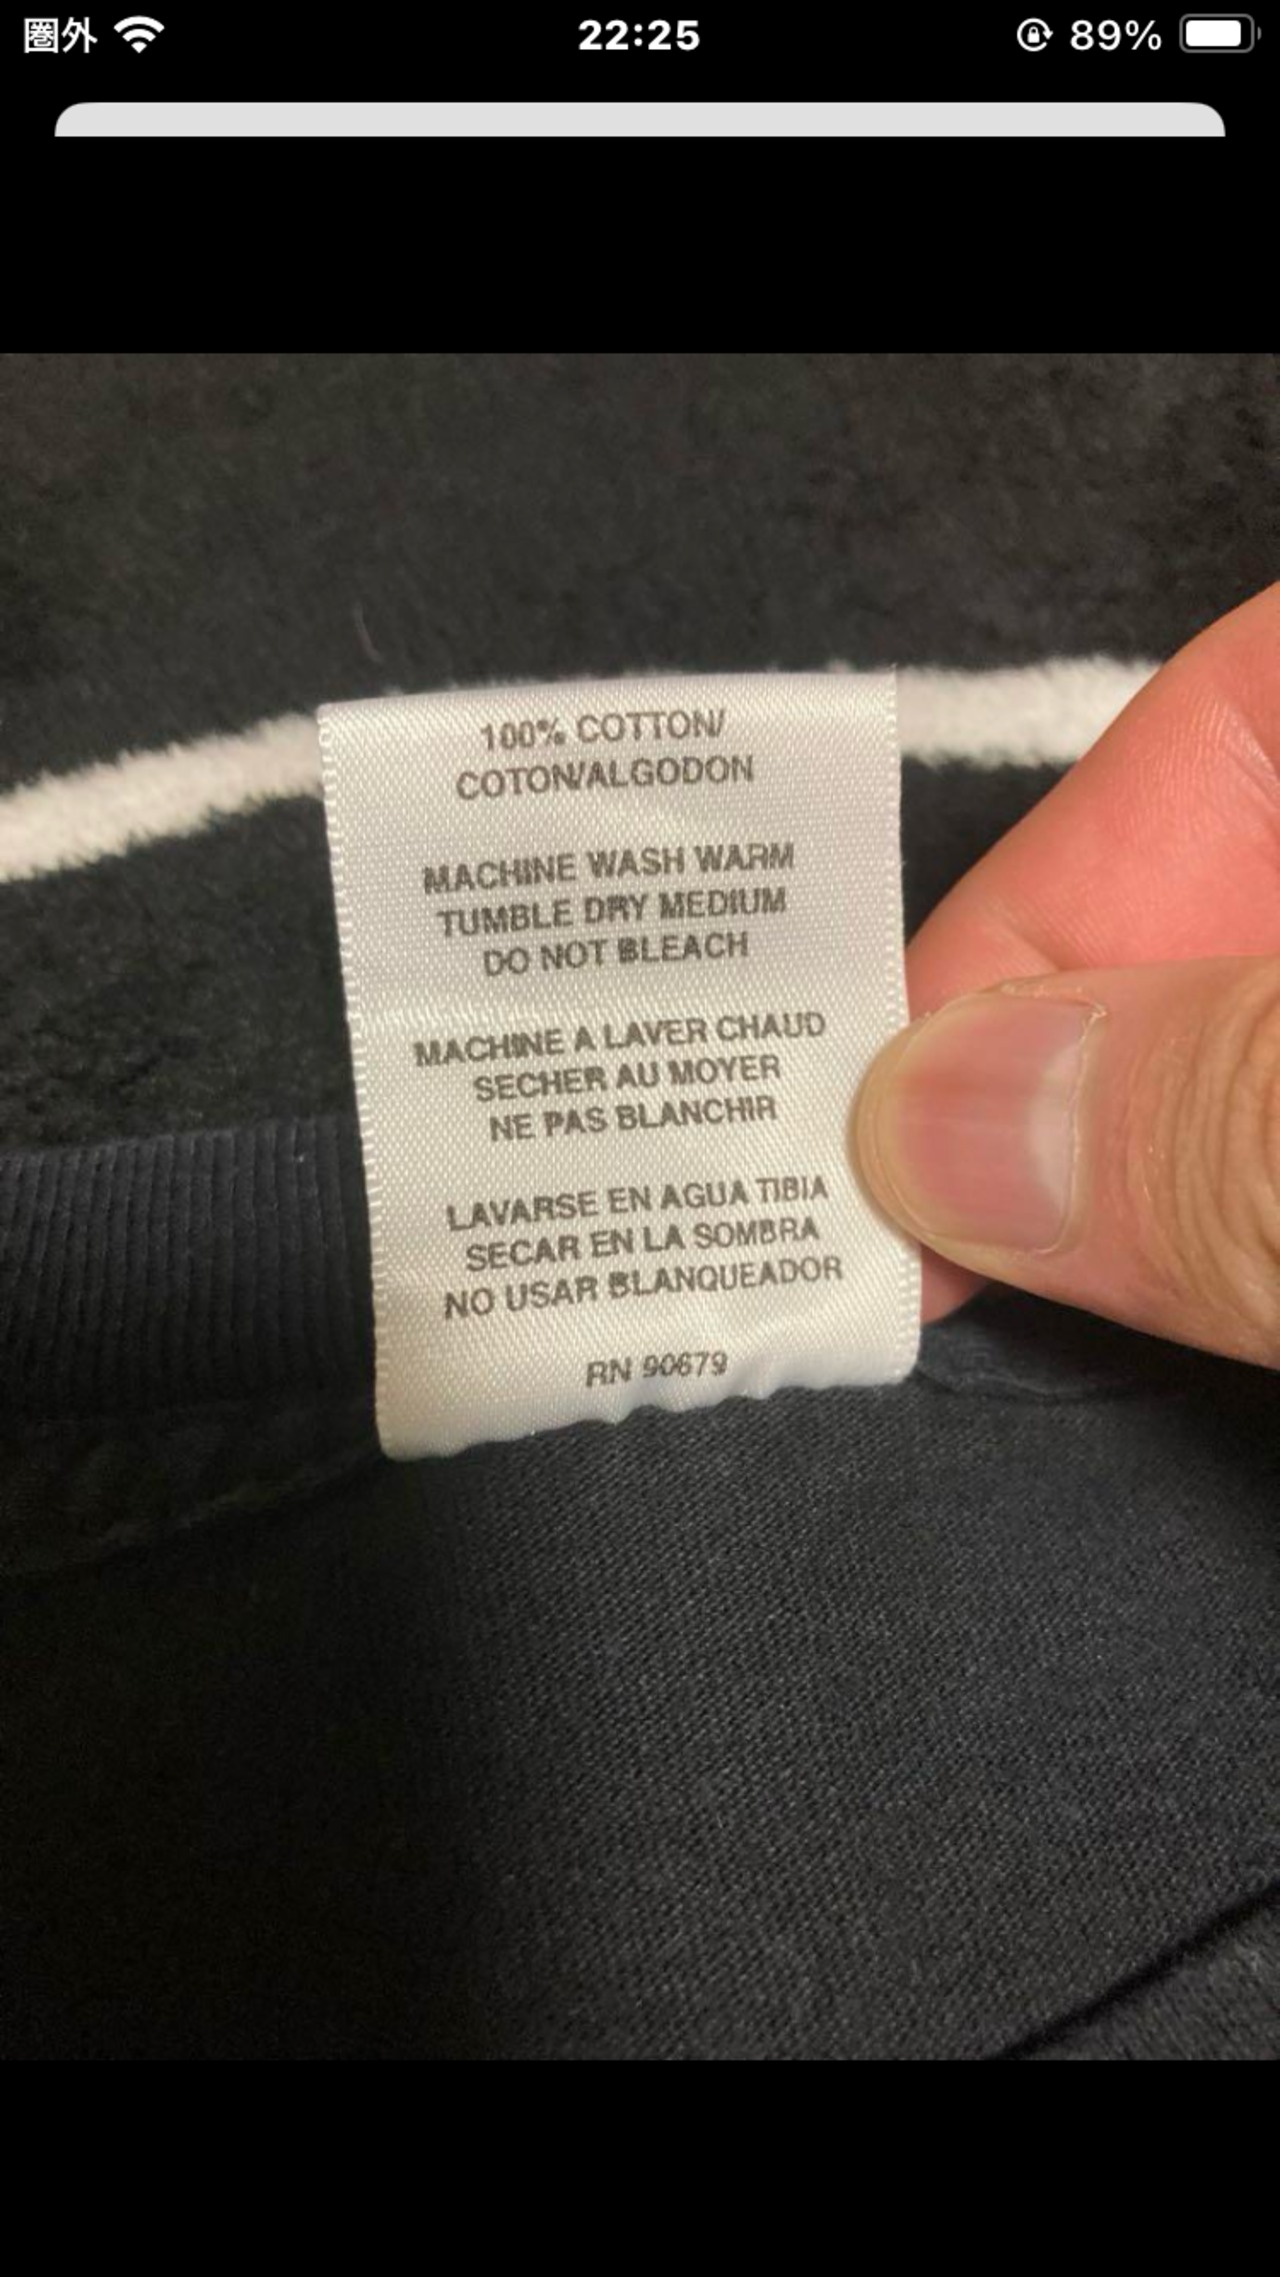 圏外
22:25
89%
100% COTTON/
COTON/ALGODON
MACHINE WASH WARM
TUMBLE DRY MEDIUM
DO NOT BLEACH
MACHINE A LAVER CHAUD
SECHER AU MOYER
NE PAS BLANCHIR
LAVARSE EN AGUA TIBIA
SECAR EN LA SOMBRA
NO USAR BLANQUEADOR
RN 90679